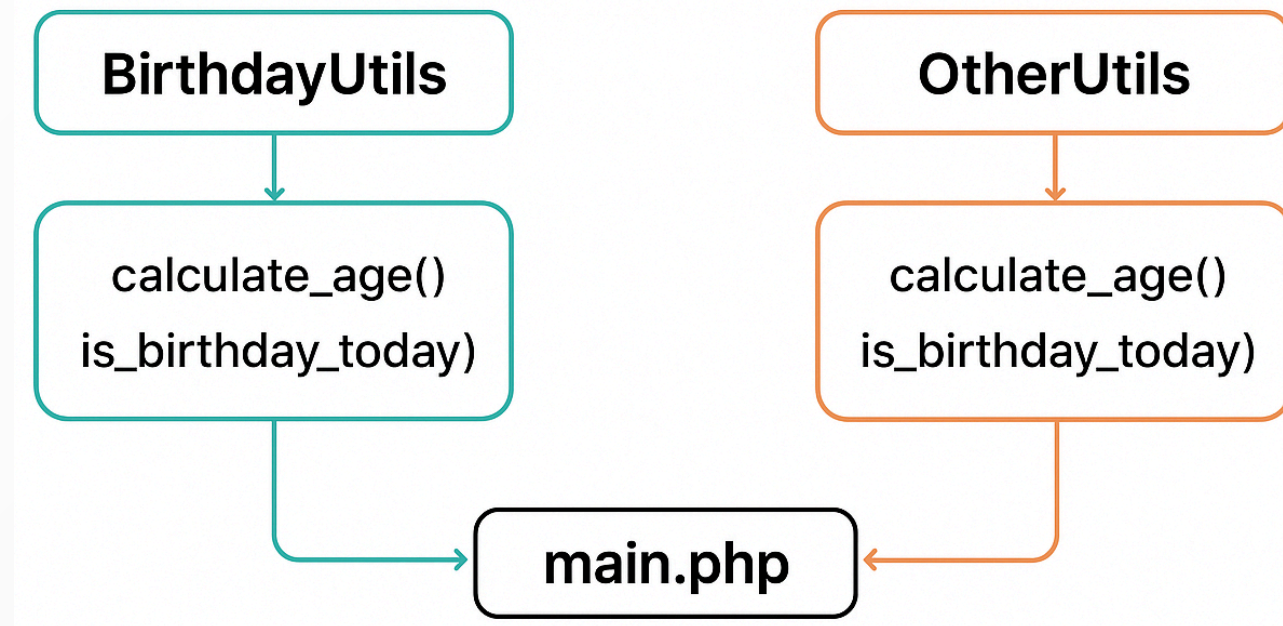 BirthdayUtils
calculate_age()
is_birthday_today)
OtherUtils
calculate_age()
is_birthday_today)
main.php